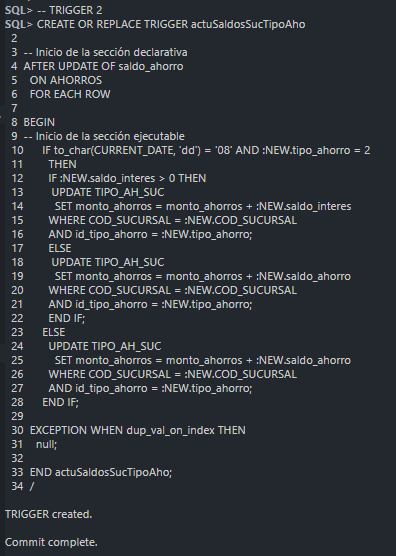 SQL> -- TRIGGER 2
SQL> CREATE OR REPLACE TRIGGER actuSaldosSucTipoAho
2
3 -- Inicio de la sección declarativa
4 AFTER UPDATE OF saldo_ahorro
5 ON AHORROS
6 FOR EACH ROW
7
8 BEGIN
9 -- Inicio de la sección ejecutable
10 IF to_char(CURRENT_DATE, 'dd') = '08' AND :NEW.tipo_ahorro = 2
11 THEN
12 IF :NEW.saldo_interes > 0 THEN
13 UPDATE TIPO_AH_SUC
14 SET monto_ahorros = monto_ahorros + :NEW.saldo_interes
15 WHERE COD_SUCURSAL = :NEW.COD_SUCURSAL
16 AND id_tipo_ahorro = :NEW.tipo_ahorro;
17 ELSE
18 UPDATE TIPO_AH_SUC
19 SET monto_ahorros = monto_ahorros + :NEW.saldo_ahorro
20 WHERE COD_SUCURSAL = :NEW.COD_SUCURSAL
21 AND id_tipo_ahorro = :NEW.tipo_ahorro;
22 END IF;
23 ELSE
24 UPDATE TIPO_AH_SUC
25 SET monto_ahorros = monto_ahorros + :NEW.saldo_ahorro
26 WHERE COD_SUCURSAL = :NEW.COD_SUCURSAL
27 AND id_tipo_ahorro = :NEW.tipo_ahorro;
28 END IF;
29
30 EXCEPTION WHEN dup_val_on_index THEN
31 null;
32
33 END actuSaldosSucTipoAho;
34 /
TRIGGER created.
Commit complete.